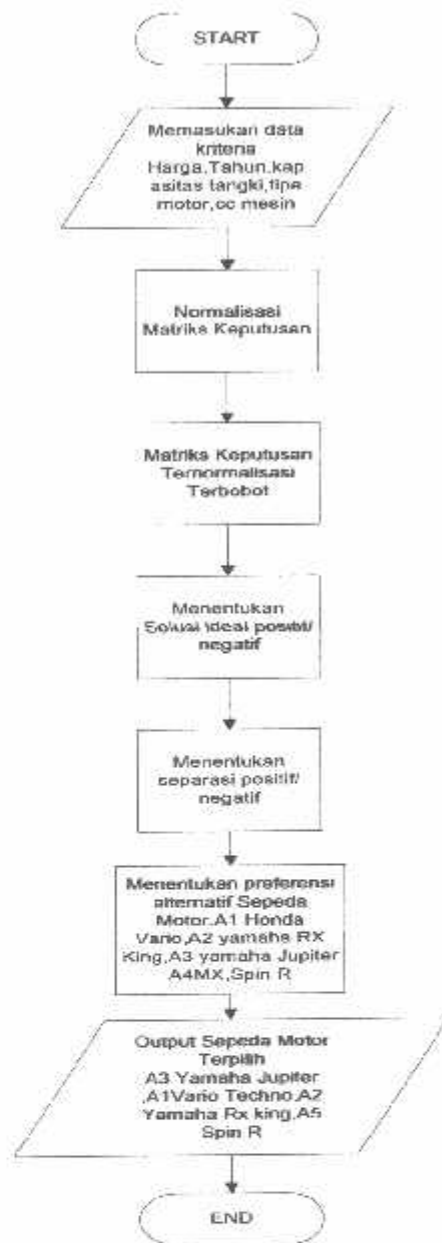 START
Memasukan data
kriteria
Harga,Tahun,kap
asitas tangki,tipe
motor,cc mesin
Normalisasi
Matriks Keputusan
Matriks Keputusan
Ternormalisasi
Terbobot
Menentukan
Solusi ideal positif/
negatif
Menentukan
separasi positif/
negatif
Menentukan preferensi
alternatif Sepeda
Motor,A1 Honda
Vario,A2 yamaha RX
King,A3 yamaha Jupiter
A4MX,Spin R
Output Sepeda Motor
Terpilih
A3 Yamaha Jupiter
,A1Vario Techno,A2
Yamaha Rx king,A5
Spin R
END